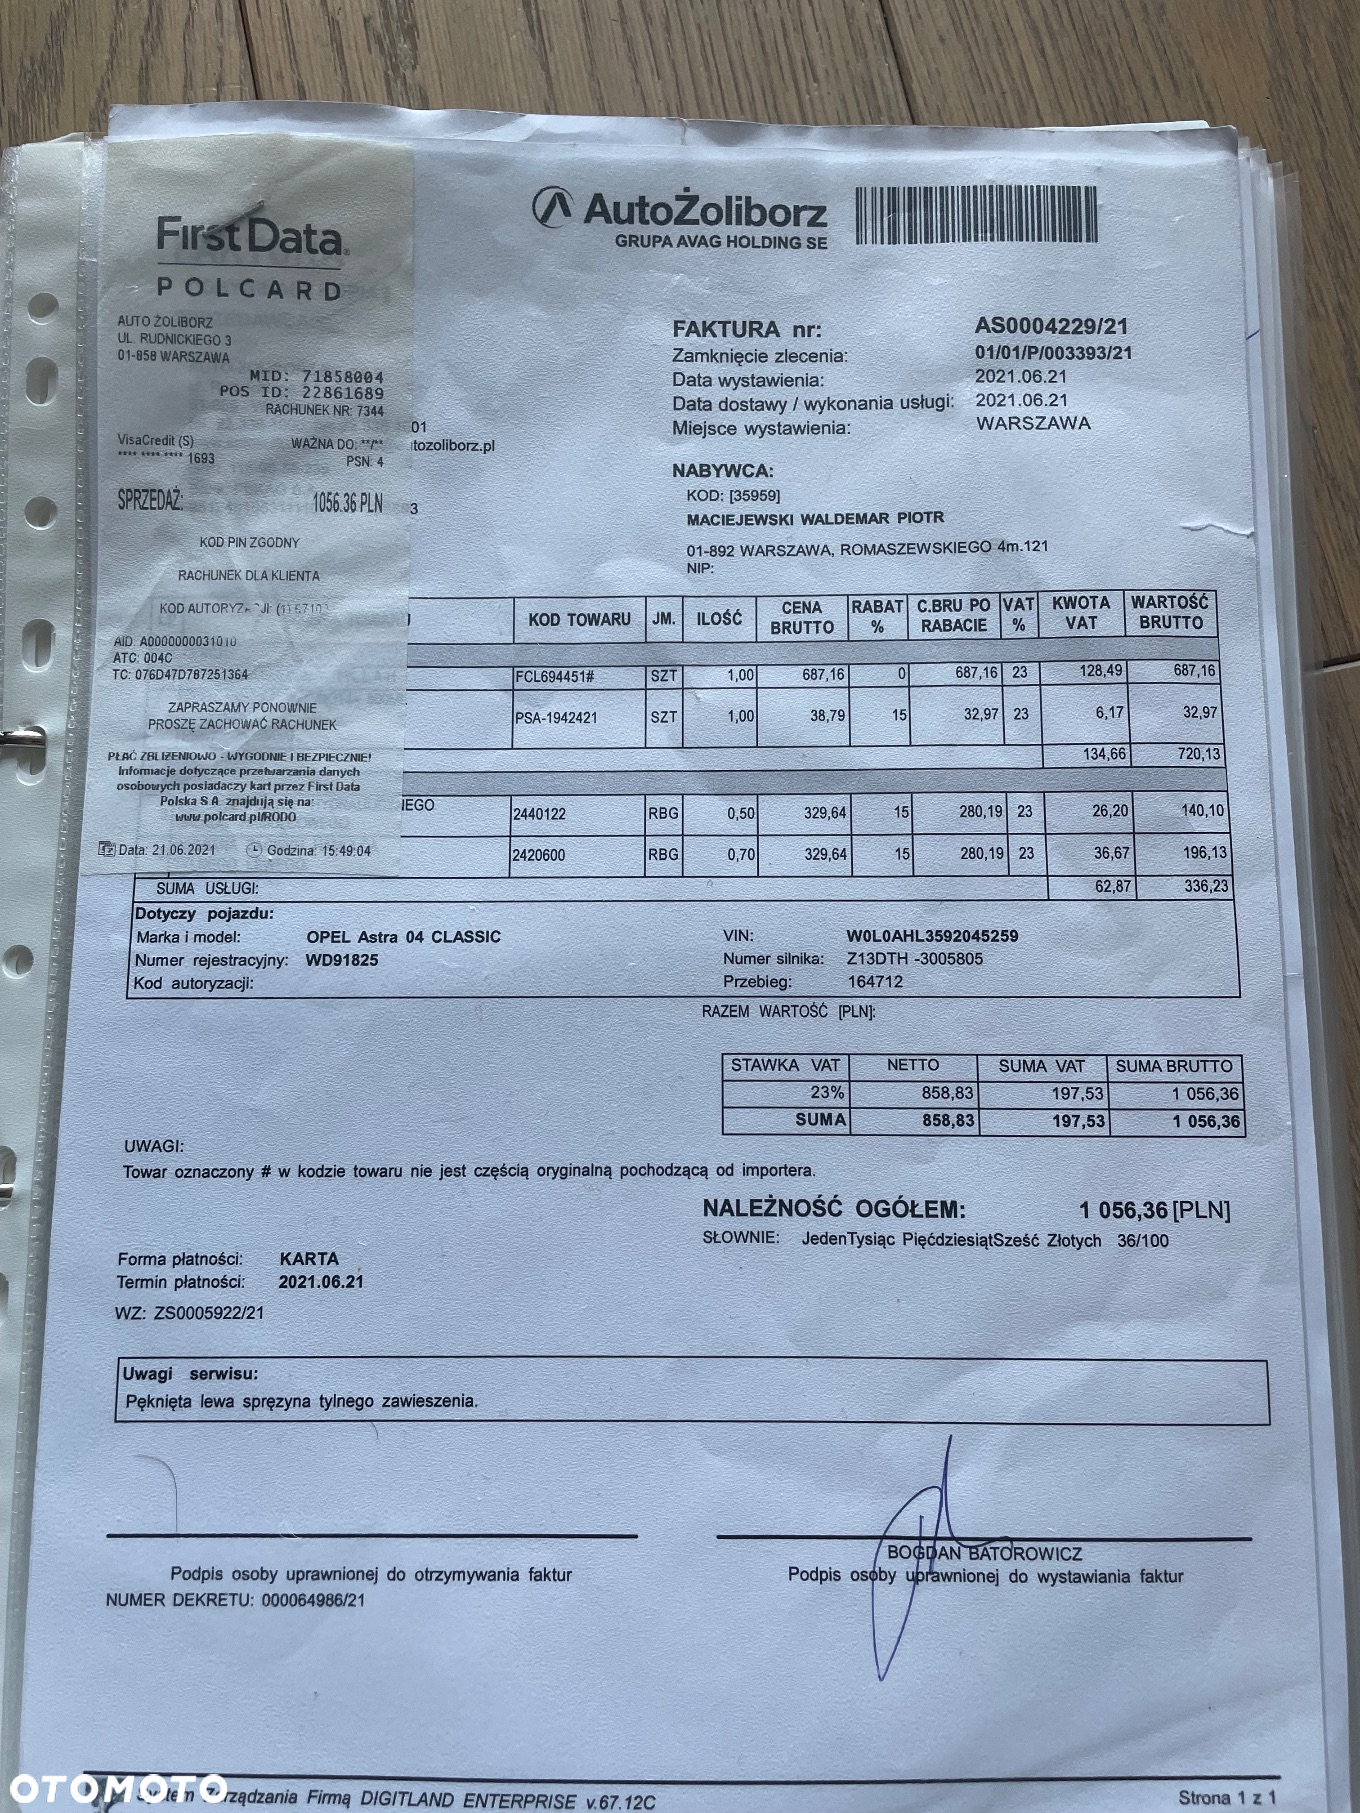 AutoŻoliborz
GRUPA AVAG HOLDING SE
First Data
POLCARD
AUTO ŻOLIBORZ
UL. RUDNICKIEGO 3
01-858 WARSZAWA
MID: 71858004
POS ID: 22861689
RACHUNEK NR: 7344
VisaCredit (S) WAŻNA DO: **/**
**** **** **** 1693 PSN: 4
SPRZEDAŻ: 1056.36 PLN
KOD PIN ZGODNY
RACHUNEK DLA KLIENTA
AID: A0000000031010
ATC: 004C
TC: 076D47D787251364
ZAPRASZAMY PONOWNIE
PROSZĘ ZACHOWAĆ RACHUNEK
PŁAĆ ZBLIŻENIOWO - WYGODNIE I BEZPIECZNIE!
Informacje dotyczące przetwarzania danych
osobowych posiadaczy kart przez First Data
Polska S.A. znajdują się na:
www.polcard.pl/RODO
Data: 21.06.2021 Godzina: 15:49:04
01
tozoliborz.pl
3
FAKTURA nr: AS0004229/21
Zamknięcie zlecenia: 01/01/P/003393/21
Data wystawienia: 2021.06.21
Data dostawy / wykonania usługi: 2021.06.21
Miejsce wystawienia: WARSZAWA
NABYWCA:
KOD: [35959]
MACIEJEWSKI WALDEMAR PIOTR
01-892 WARSZAWA, ROMASZEWSKIEGO 4m.121
NIP:
KOD TOWARU JM. ILOŚĆ CENA BRUTTO RABAT % C.BRU PO RABACIE VAT % KWOTA VAT WARTOŚĆ BRUTTO
FCL694451# SZT 1,00 687,16 0 687,16 23 128,49 687,16
PSA-1942421 SZT 1,00 38,79 15 32,97 23 6,17 32,97
134,66 720,13
IEGO 2440122 RBG 0,50 329,64 15 280,19 23 26,20 140,10
2420600 RBG 0,70 329,64 15 280,19 23 36,67 196,13
SUMA USŁUGI: 62,87 336,23
Dotyczy pojazdu:
Marka i model: OPEL Astra 04 CLASSIC VIN: W0L0AHL3592045259
Numer rejestracyjny: WD91825 Numer silnika: Z13DTH -3005805
Kod autoryzacji: Przebieg: 164712
RAZEM WARTOŚĆ [PLN]:
STAWKA VAT NETTO SUMA VAT SUMA BRUTTO
23% 858,83 197,53 1 056,36
SUMA 858,83 197,53 1 056,36
UWAGI:
Towar oznaczony # w kodzie towaru nie jest częścią oryginalną pochodzącą od importera.
NALEŻNOŚĆ OGÓŁEM: 1 056,36 [PLN]
SŁOWNIE: JedenTysiąc PięćdziesiątSześć Złotych 36/100
Forma płatności: KARTA
Termin płatności: 2021.06.21
WZ: ZS0005922/21
Uwagi serwisu:
Pęknięta lewa sprężyna tylnego zawieszenia.
BOGDAN BATOROWICZ
Podpis osoby uprawnionej do otrzymywania faktur Podpis osoby uprawnionej do wystawiania faktur
NUMER DEKRETU: 000064986/21
OTOMOTO
System Zarządzania Firmą DIGITLAND ENTERPRISE v.67.12C Strona 1 z 1